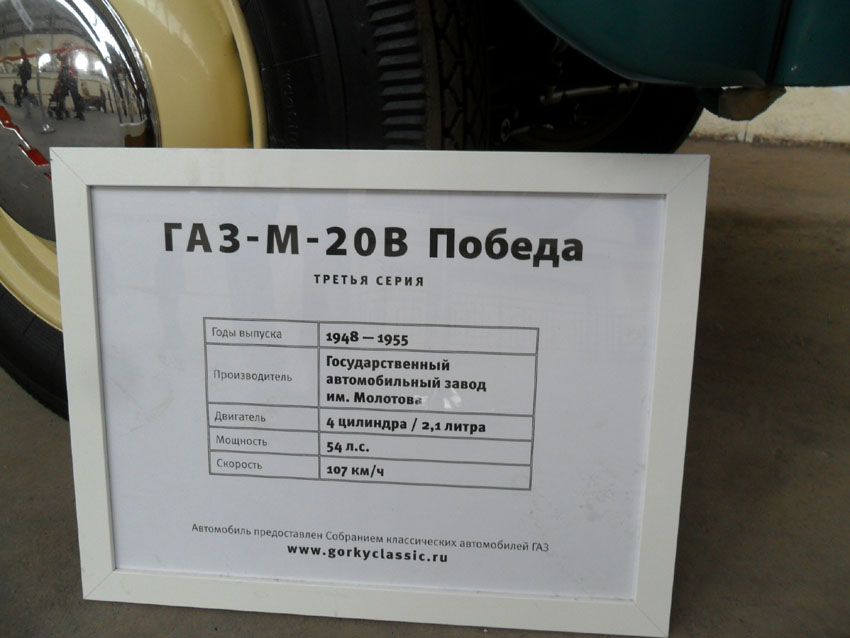 ГАЗ-М-20В Победа
ТРЕТЬЯ СЕРИЯ
Годы выпуска 1948 — 1955
Производитель Государственный
автомобильный завод
им. Молотова
Двигатель 4 цилиндра / 2,1 литра
Мощность 54 л.с.
Скорость 107 км/ч
Автомобиль предоставлен Собранием классических автомобилей ГАЗ
www.gorkyclassic.ru